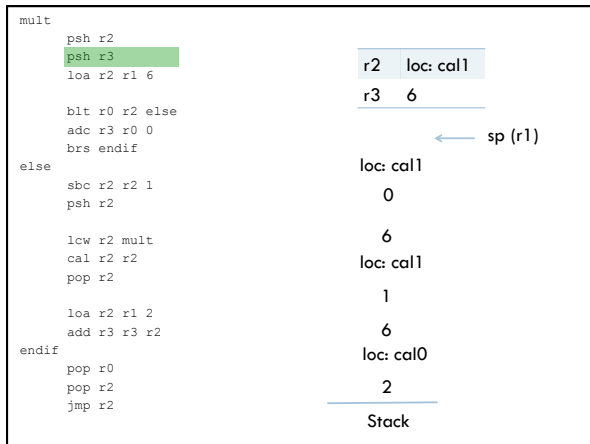 mult
psh r2
psh r3
loa r2 r1 6
blt r0 r2 else
adc r3 r0 0
brs endif
else
sbc r2 r2 1
psh r2
lcw r2 mult
cal r2 r2
pop r2
loa r2 r1 2
add r3 r3 r2
endif
pop r0
pop r2
jmp r2
r2 loc: cal1
r3 6
sp (r1)
loc: cal1
0
6
loc: cal1
1
6
loc: cal0
2
Stack